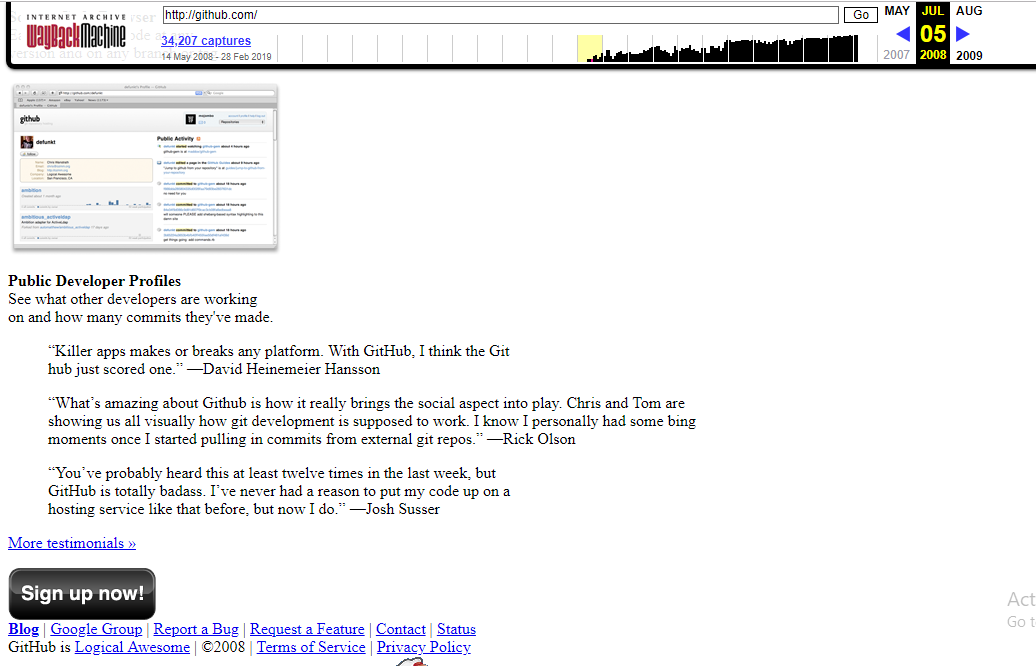 INTERNET ARCHIVE
WayBackMachine
http://github.com/
Go
34,207 captures
14 May 2008 - 28 Feb 2019
MAY JUL AUG
05
2007 2008 2009
github
defunkt
Public Activity
ambition
ambitious_activeldap
Public Developer Profiles
See what other developers are working
on and how many commits they've made.
“Killer apps makes or breaks any platform. With GitHub, I think the Git
hub just scored one.” —David Heinemeier Hansson
“What’s amazing about Github is how it really brings the social aspect into play. Chris and Tom are
showing us all visually how git development is supposed to work. I know I personally had some bing
moments once I started pulling in commits from external git repos.” —Rick Olson
“You’ve probably heard this at least twelve times in the last week, but
GitHub is totally badass. I’ve never had a reason to put my code up on a
hosting service like that before, but now I do.” —Josh Susser
More testimonials »
Sign up now!
Blog | Google Group | Report a Bug | Request a Feature | Contact | Status
GitHub is Logical Awesome | ©2008 | Terms of Service | Privacy Policy
Act
Go t